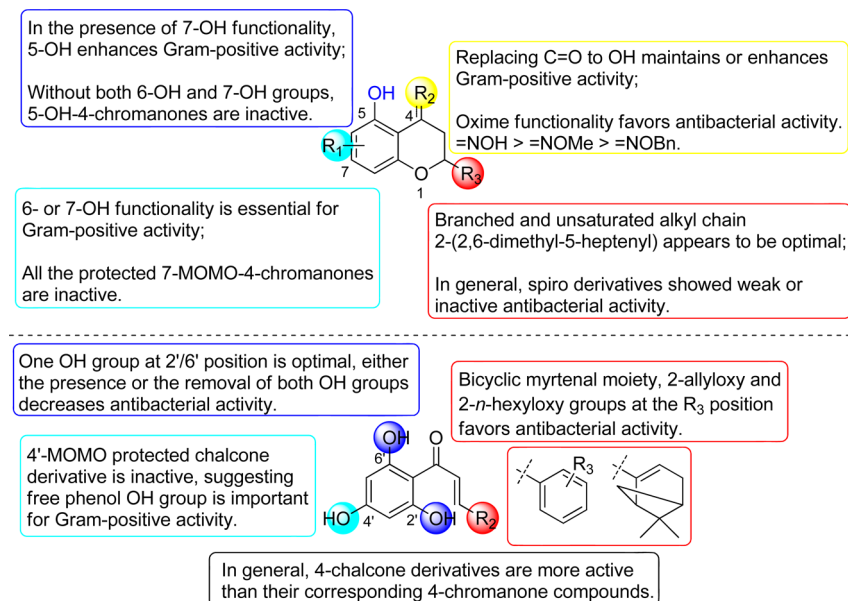 In the presence of 7-OH functionality,
5-OH enhances Gram-positive activity;
Without both 6-OH and 7-OH groups,
5-OH-4-chromanones are inactive.
Replacing C=O to OH maintains or enhances
Gram-positive activity;
Oxime functionality favors antibacterial activity.
=NOH > =NOMe > =NOBn.
OH
R2
5
4
R1
7
O
R3
1
6- or 7-OH functionality is essential for
Gram-positive activity;
All the protected 7-MOMO-4-chromanones
are inactive.
Branched and unsaturated alkyl chain
2-(2,6-dimethyl-5-heptenyl) appears to be optimal;
In general, spiro derivatives showed weak or
inactive antibacterial activity.
One OH group at 2'/6' position is optimal, either
the presence or the removal of both OH groups
decreases antibacterial activity.
Bicyclic myrtenal moiety, 2-allyloxy and
2-n-hexyloxy groups at the R3 position
favors antibacterial activity.
4'-MOMO protected chalcone
derivative is inactive, suggesting
free phenol OH group is important
for Gram-positive activity.
OH
O
6'
HO
4'
2'
OH
R2
R3
In general, 4-chalcone derivatives are more active
than their corresponding 4-chromanone compounds.